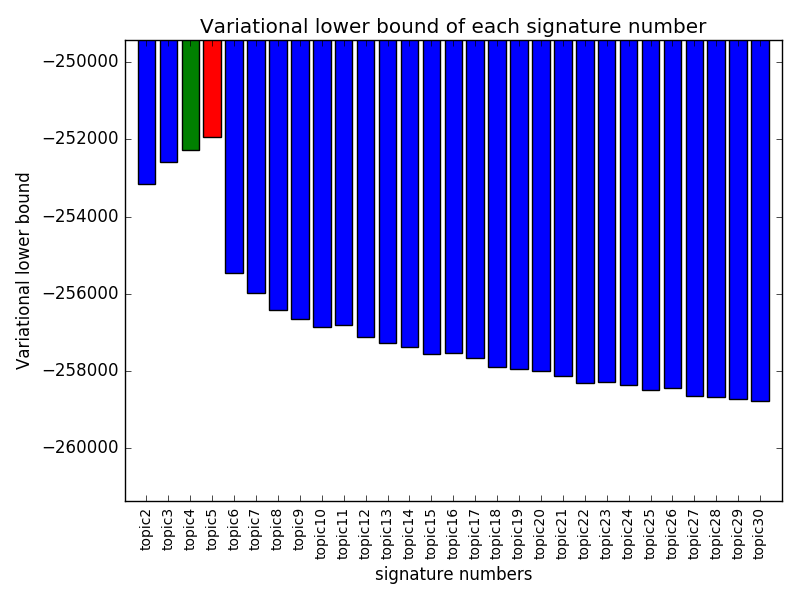 Variational lower bound of each signature number
Variational lower bound
−250000
−252000
−254000
−256000
−258000
−260000
topic2
topic3
topic4
topic5
topic6
topic7
topic8
topic9
topic10
topic11
topic12
topic13
topic14
topic15
topic16
topic17
topic18
topic19
topic20
topic21
topic22
topic23
topic24
topic25
topic26
topic27
topic28
topic29
topic30
signature numbers